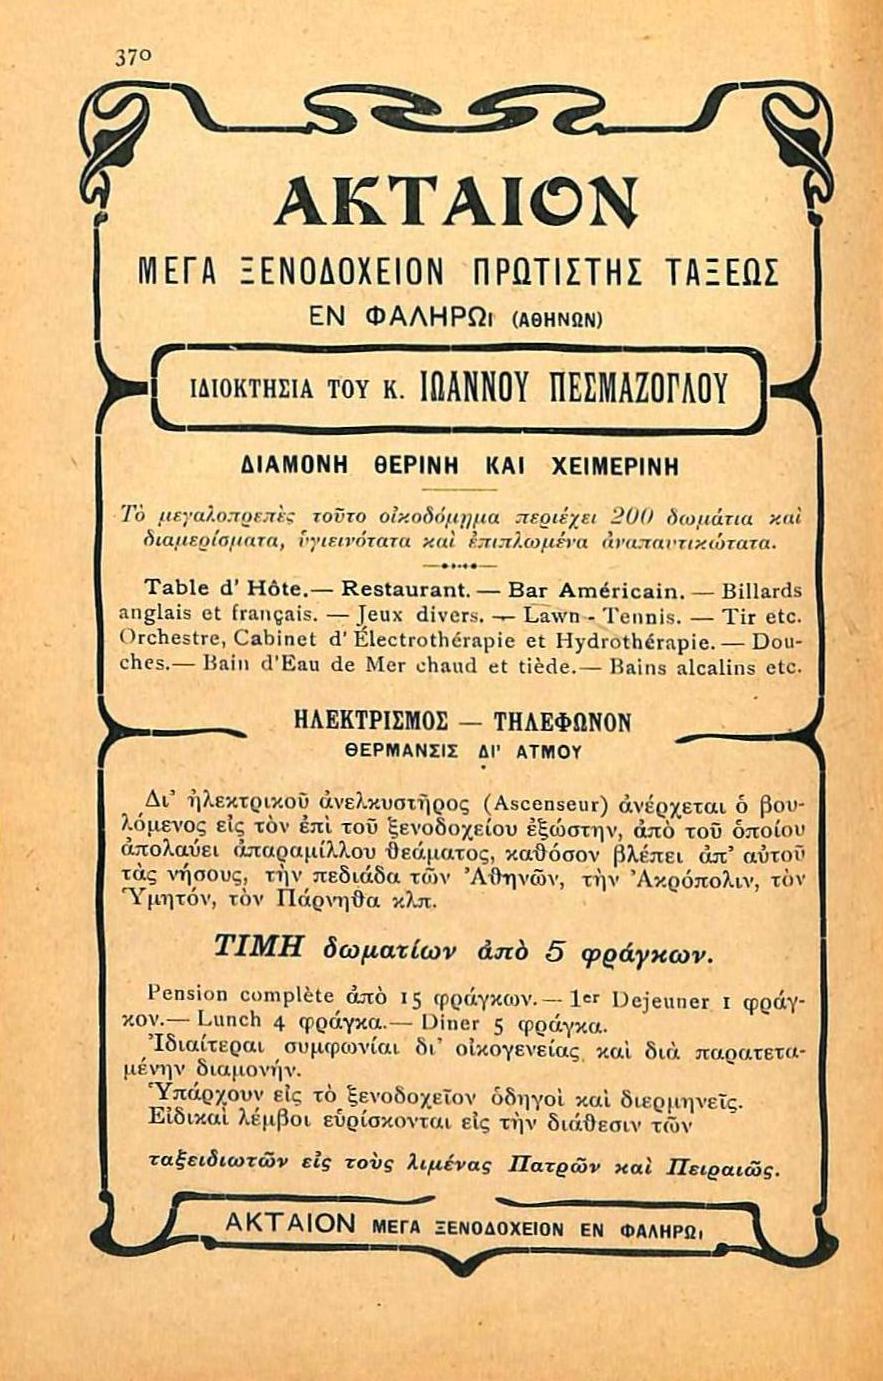 370
ΑΚΤΑΙΟΝ
ΜΕΓΑ ΞΕΝΟΔΟΧΕΙΟΝ ΠΡΩΤΙΣΤΗΣ ΤΑΞΕΩΣ
ΕΝ ΦΑΛΗΡΩι (ΑΘΗΝΩΝ)
ΙΔΙΟΚΤΗΣΙΑ ΤΟΥ Κ. ΙΩΑΝΝΟΥ ΠΕΣΜΑΖΟΓΛΟΥ
ΔΙΑΜΟΝΗ ΘΕΡΙΝΗ ΚΑΙ ΧΕΙΜΕΡΙΝΗ
Τὸ μεγαλοπρεπὲς τοῦτο οἰκοδόμημα περιέχει 200 δωμάτια καὶ
διαμερίσματα, ὑγιεινότατα καὶ ἐπιπλωμένα ἀναπαντικώτατα.
Table d' Hôte.— Restaurant. — Bar Américain. — Billards
anglais et français. — Jeux divers. — Lawn - Tennis. — Tir etc.
Orchestre, Cabinet d' Électrothérapie et Hydrothérapie. — Dou-
ches.— Bain d'Eau de Mer chaud et tiède.— Bains alcalins etc.
ΗΛΕΚΤΡΙΣΜΟΣ — ΤΗΛΕΦΩΝΟΝ
ΘΕΡΜΑΝΣΙΣ ΔΙ' ΑΤΜΟΥ
Δι' ἠλεκτρικοῦ ἀνελκυστῆρος (Ascenseur) ἀνέρχεται ὁ βου-
λόμενος εἰς τὸν ἐπὶ τοῦ ξενοδοχείου ἐξώστην, ἀπὸ τοῦ ὁποίου
ἀπολαύει ἀπαραμίλλου θεάματος, καθόσον βλέπει ἀπ' αὐτοῦ
τὰς νήσους, τὴν πεδιάδα τῶν Ἀθηνῶν, τὴν Ἀκρόπολιν, τὸν
Ὑμητόν, τὸν Πάρνηθα κλπ.
ΤΙΜΗ δωματίων ἀπὸ 5 φράγκων.
Pension complète ἀπὸ 15 φράγκων.— 1er Dejeuner 1 φράγ-
κον.— Lunch 4 φράγκα.— Diner 5 φράγκα.
Ἰδιαίτεραι συμφωνίαι δι' οἰκογενείας καὶ διὰ παρατετα-
μένην διαμονήν.
Ὑπάρχουν εἰς τὸ ξενοδοχεῖον ὁδηγοὶ καὶ διερμηνεῖς.
Εἰδικαὶ λέμβοι εὑρίσκονται εἰς τὴν διάθεσιν τῶν
ταξειδιωτῶν εἰς τοὺς λιμένας Πατρῶν καὶ Πειραιῶς.
ΑΚΤΑΙΟΝ ΜΕΓΑ ΞΕΝΟΔΟΧΕΙΟΝ ΕΝ ΦΑΛΗΡΩι